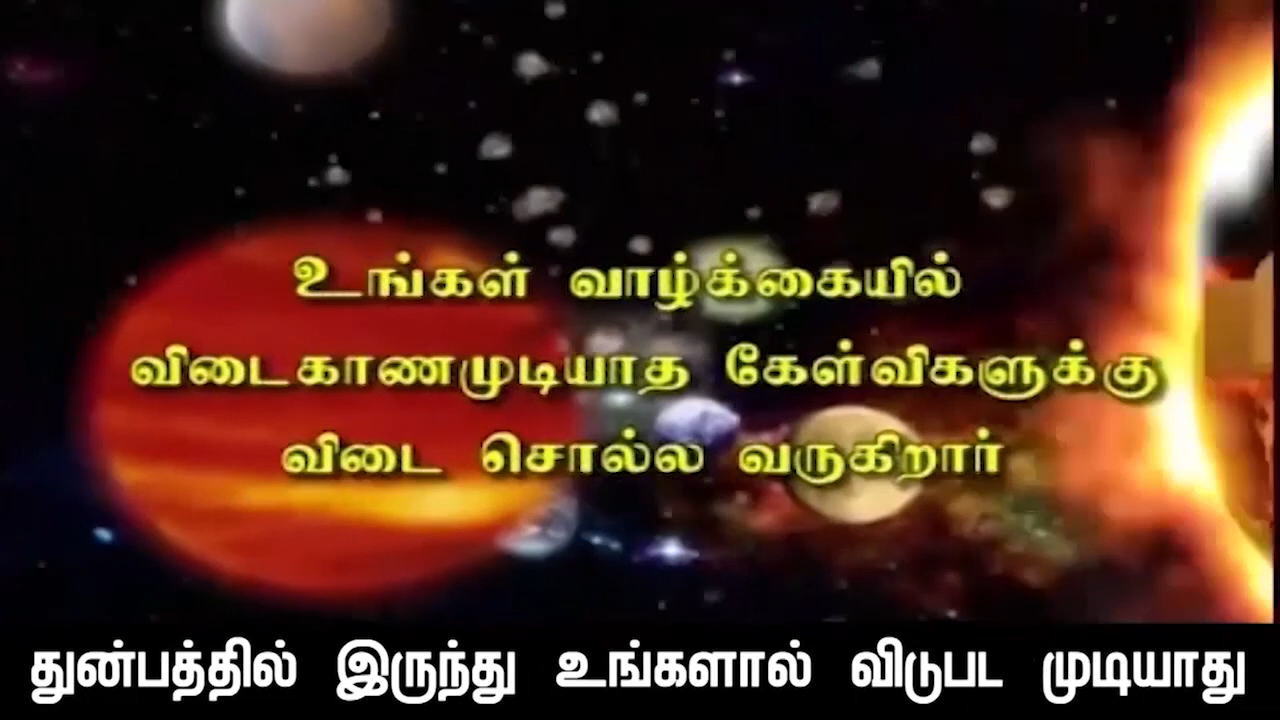 உங்கள் வாழ்க்கையில்
விடைகாணமுடியாத கேள்விகளுக்கு
விடை சொல்ல வருகிறார்
துன்பத்தில் இருந்து உங்களால் விடுபட முடியாது